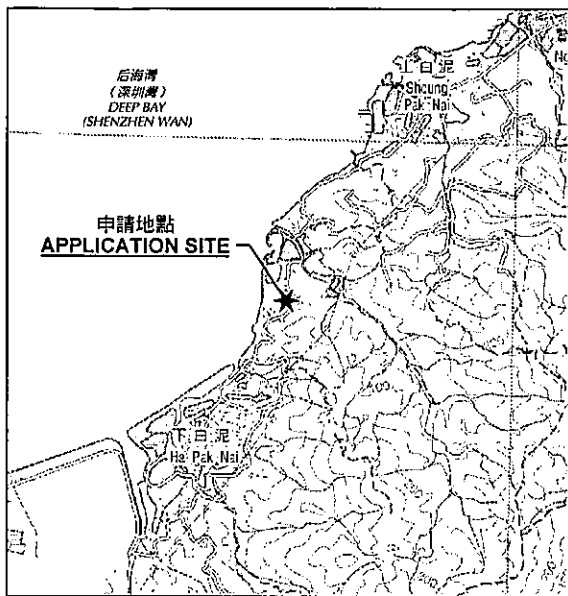 后海灣
(深圳灣)
DEEP BAY
(SHENZHEN WAN)
上白泥
Sheung
Pak Nai
申請地點
APPLICATION SITE
下白泥
Ha Pak Nai